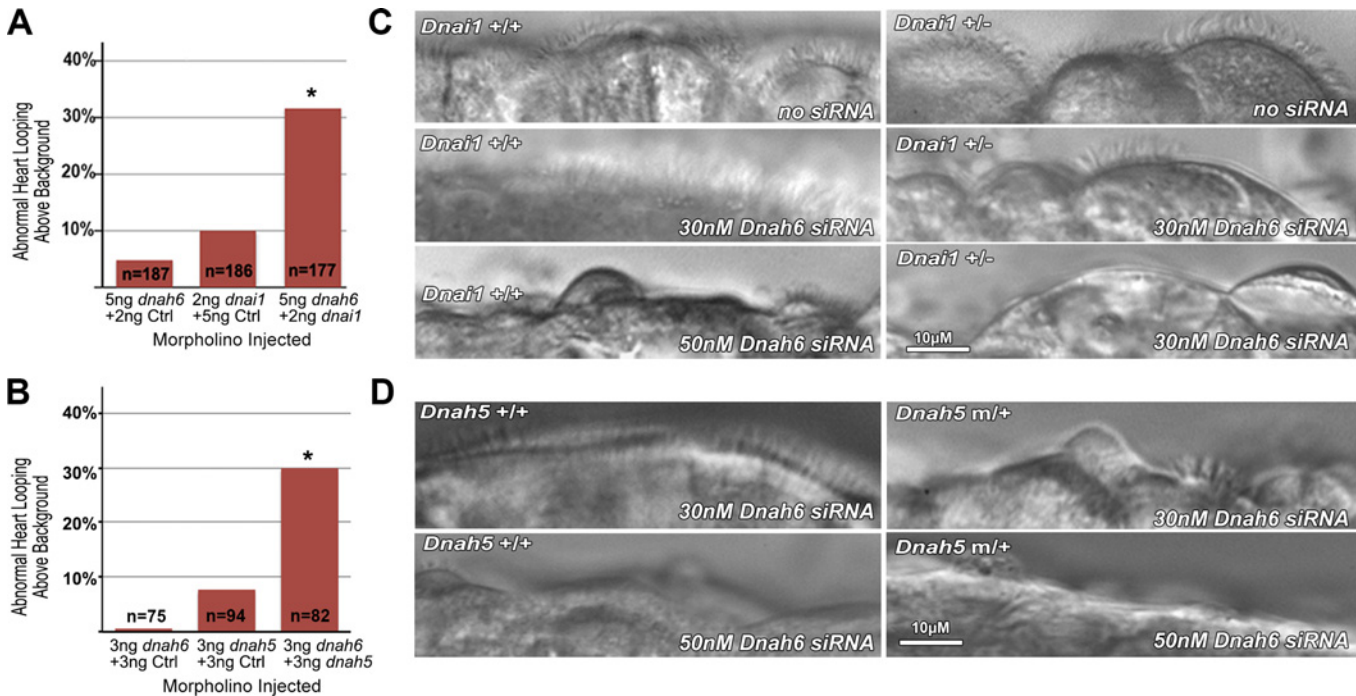 A
Abnormal Heart Looping
Above Background
40%
30%
20%
10%
*
n=187
n=186
n=177
5ng dnah6
+2ng Ctrl
2ng dnai1
+5ng Ctrl
5ng dnah6
+2ng dnai1
Morpholino Injected
B
Abnormal Heart Looping
Above Background
40%
30%
20%
10%
*
n=75
n=94
n=82
3ng dnah6
+3ng Ctrl
3ng dnah5
+3ng Ctrl
3ng dnah6
+3ng dnah5
Morpholino Injected
C
Dnai1 +/+
no siRNA
Dnai1 +/-
no siRNA
Dnai1 +/+
30nM Dnah6 siRNA
Dnai1 +/-
30nM Dnah6 siRNA
Dnai1 +/+
50nM Dnah6 siRNA
Dnai1 +/-
10µM
30nM Dnah6 siRNA
D
Dnah5 +/+
30nM Dnah6 siRNA
Dnah5 m/+
30nM Dnah6 siRNA
Dnah5 +/+
50nM Dnah6 siRNA
Dnah5 m/+
10µM
50nM Dnah6 siRNA